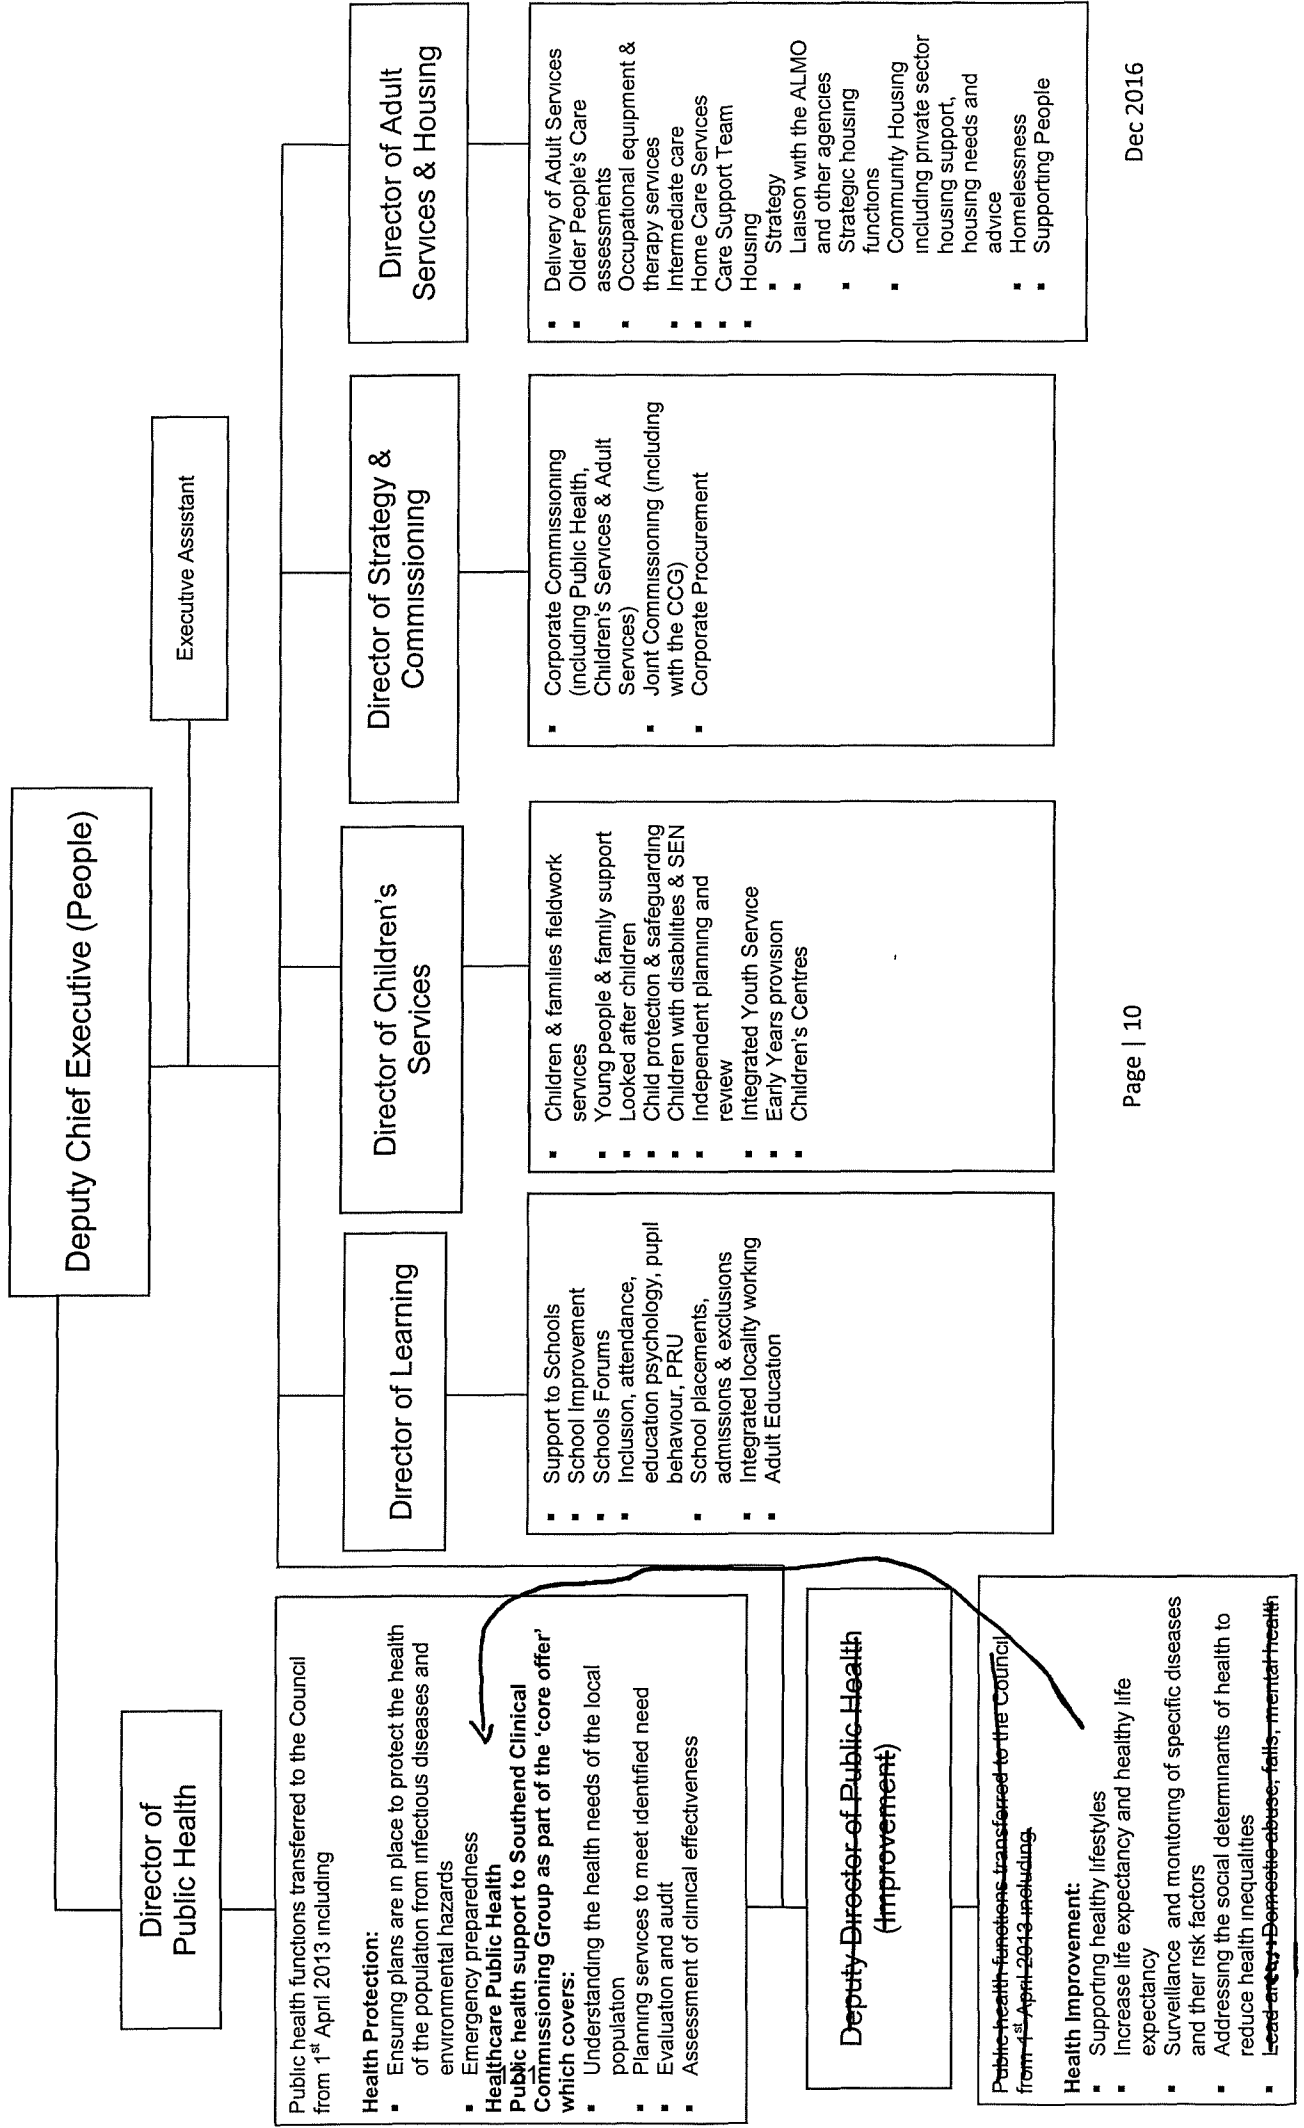 Deputy Chief Executive (People)
Executive Assistant
Director of
Public Health
Public health functions transferred to the Council
from 1st April 2013 including
Health Protection:
▪ Ensuring plans are in place to protect the health
of the population from infectious diseases and
environmental hazards
▪ Emergency preparedness
Healthcare Public Health
Public health support to Southend Clinical
Commissioning Group as part of the 'core offer'
which covers:
▪ Understanding the health needs of the local
population
▪ Planning services to meet identified need
▪ Evaluation and audit
▪ Assessment of clinical effectiveness
Deputy Director of Public Health
(Improvement)
Public health functions transferred to the Council
from 1st April 2013 including
Health Improvement:
▪ Supporting healthy lifestyles
▪ Increase life expectancy and healthy life
expectancy
▪ Surveillance and monitoring of specific diseases
and their risk factors
▪ Addressing the social determinants of health to
reduce health inequalities
▪ Lead Domestic abuse, falls, mental health
Director of Learning
▪ Support to Schools
▪ School Improvement
▪ Schools Forums
▪ Inclusion, attendance,
education psychology, pupil
behaviour, PRU
▪ School placements,
admissions & exclusions
▪ Integrated locality working
▪ Adult Education
Director of Children's
Services
▪ Children & families fieldwork
services
▪ Young people & family support
▪ Looked after children
▪ Child protection & safeguarding
▪ Children with disabilities & SEN
▪ Independent planning and
review
▪ Integrated Youth Service
▪ Early Years provision
▪ Children's Centres
Director of Strategy &
Commissioning
▪ Corporate Commissioning
(including Public Health,
Children's Services & Adult
Services)
▪ Joint Commissioning (including
with the CCG)
▪ Corporate Procurement
Director of Adult
Services & Housing
▪ Delivery of Adult Services
▪ Older People's Care
assessments
▪ Occupational equipment &
therapy services
▪ Intermediate care
▪ Home Care Services
▪ Care Support Team
▪ Housing
▪ Strategy
▪ Liaison with the ALMO
and other agencies
▪ Strategic housing
functions
▪ Community Housing
including private sector
housing support,
housing needs and
advice
▪ Homelessness
▪ Supporting People
Page | 10
Dec 2016